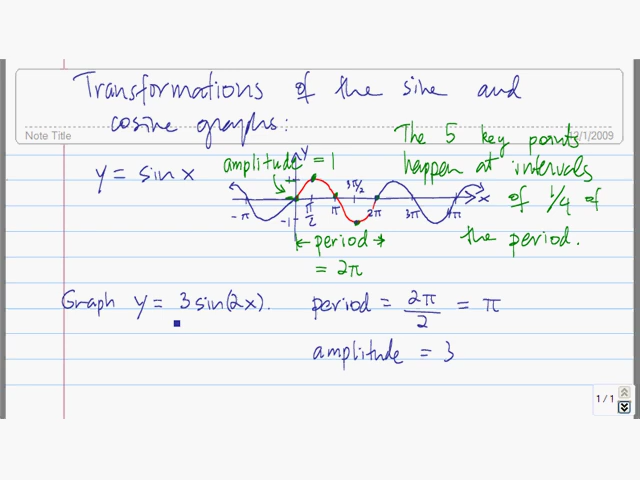 Transformations of the sine and
cosine graphs:
Note Title
12/1/2009
The 5 key points
happen at intervals
of 1/4 of
the period.
y = sin x
amplitude = 1
y
1
-1
-π
π/2
π
3π/2
2π
3π
4π
x
period
= 2π
Graph y = 3 sin(2x). period = 2π/2 = π
amplitude = 3
1 / 1